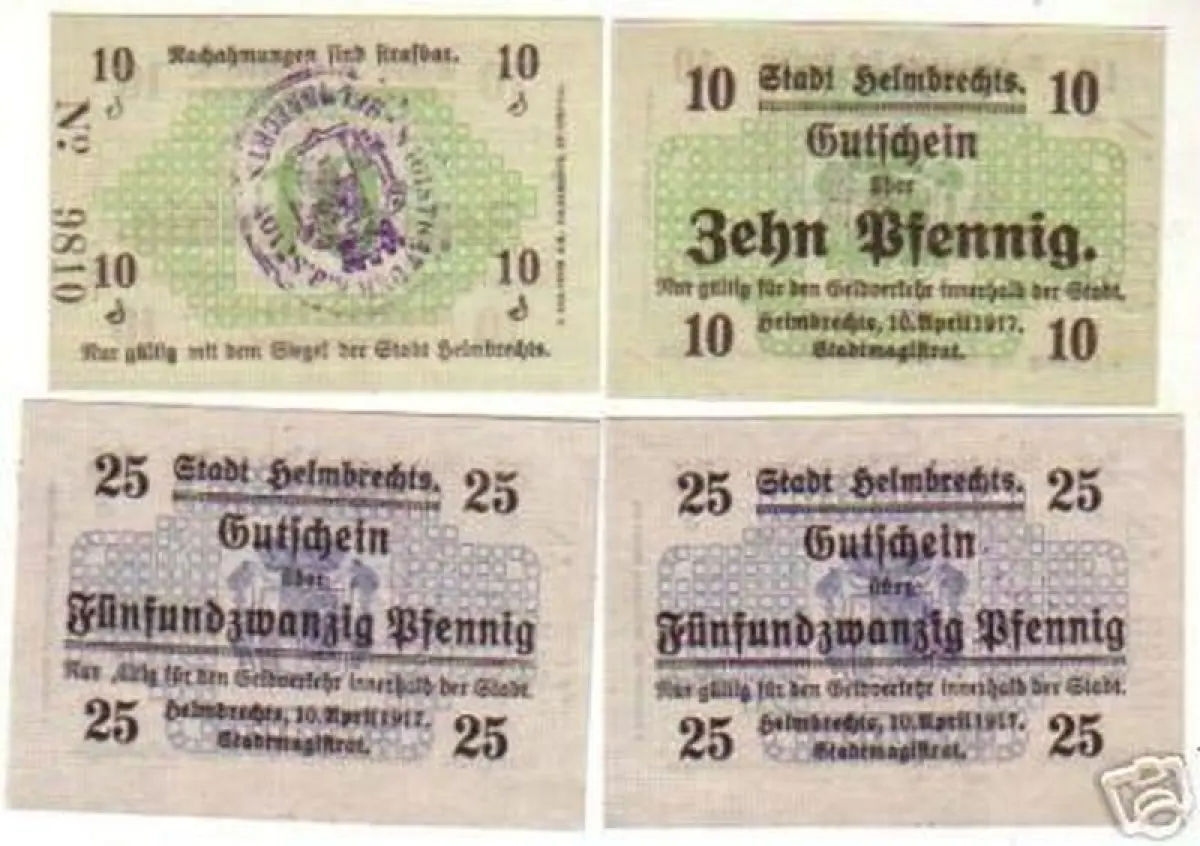 10 Nachahmungen sind strafbar. 10
No 9810
10 10
Nur gültig mit dem Siegel der Stadt Helmbrechts.
10 Stadt Helmbrechts. 10
Gutschein
über
Zehn Pfennig.
Nur gültig für den Geldverkehr innerhalb der Stadt.
10 Helmbrechts, 10. April 1917. 10
Stadtmagistrat.
25 Stadt Helmbrechts. 25
Gutschein
über
Fünfundzwanzig Pfennig
Nur gültig für den Geldverkehr innerhalb der Stadt.
25 Helmbrechts, 10. April 1917. 25
Stadtmagistrat.
25 Stadt Helmbrechts. 25
Gutschein
über
Fünfundzwanzig Pfennig
Nur gültig für den Geldverkehr innerhalb der Stadt.
25 Helmbrechts, 10. April 1917. 25
Stadtmagistrat.